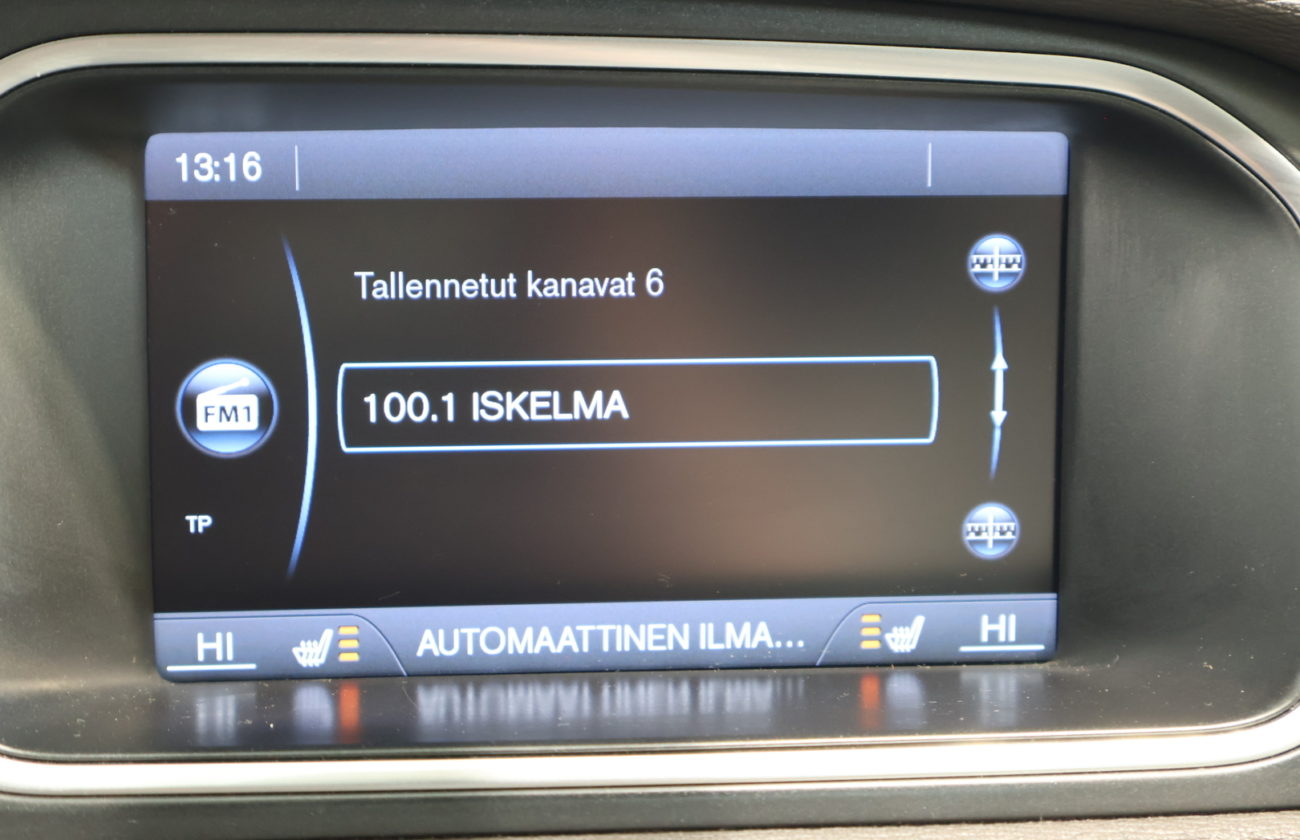 13:16
Tallennetut kanavat 6
FM1
100.1 ISKELMA
TP
HI
AUTOMAATTINEN ILMA...
HI